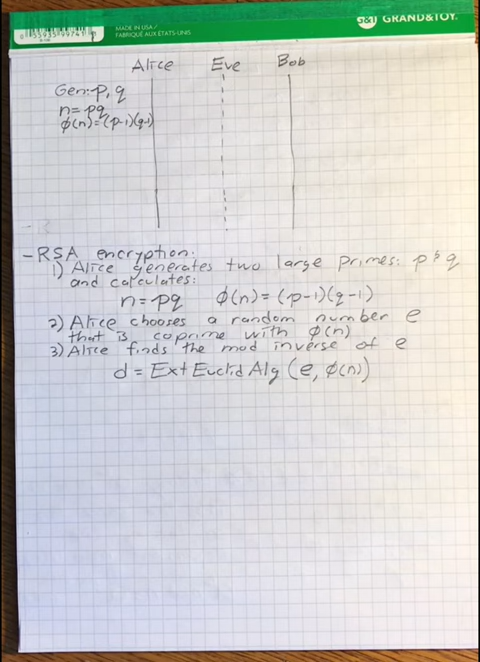 MADE IN USA /
FABRIQUÉ AUX ÉTATS-UNIS
G&T GRAND&TOY.
Alice Eve Bob
Gen: p, q
n = pq
φ(n) = (p-1)(q-1)
- RSA encryption:
1) Alice generates two large primes: p & q
and calculates:
n = pq φ(n) = (p-1)(q-1)
2) Alice chooses a random number e
that is coprime with φ(n)
3) Alice finds the mod inverse of e
d = Ext Euclid Alg (e, φ(n))